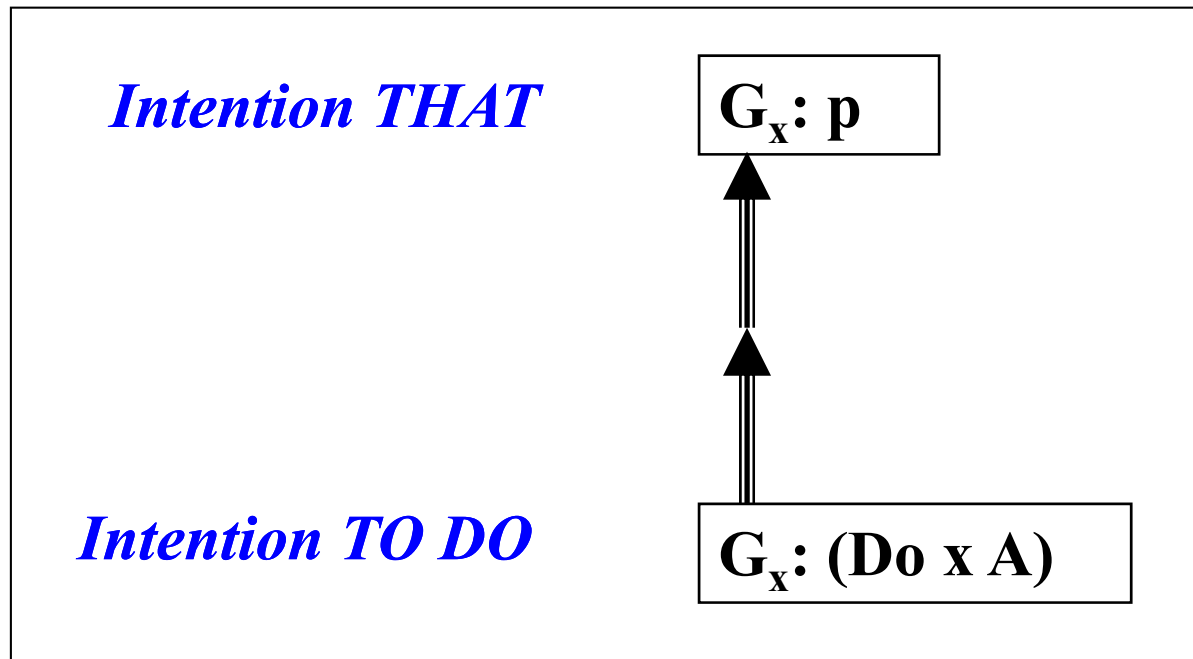 Intention THAT
Gₓ: p
Intention TO DO
Gₓ: (Do x A)